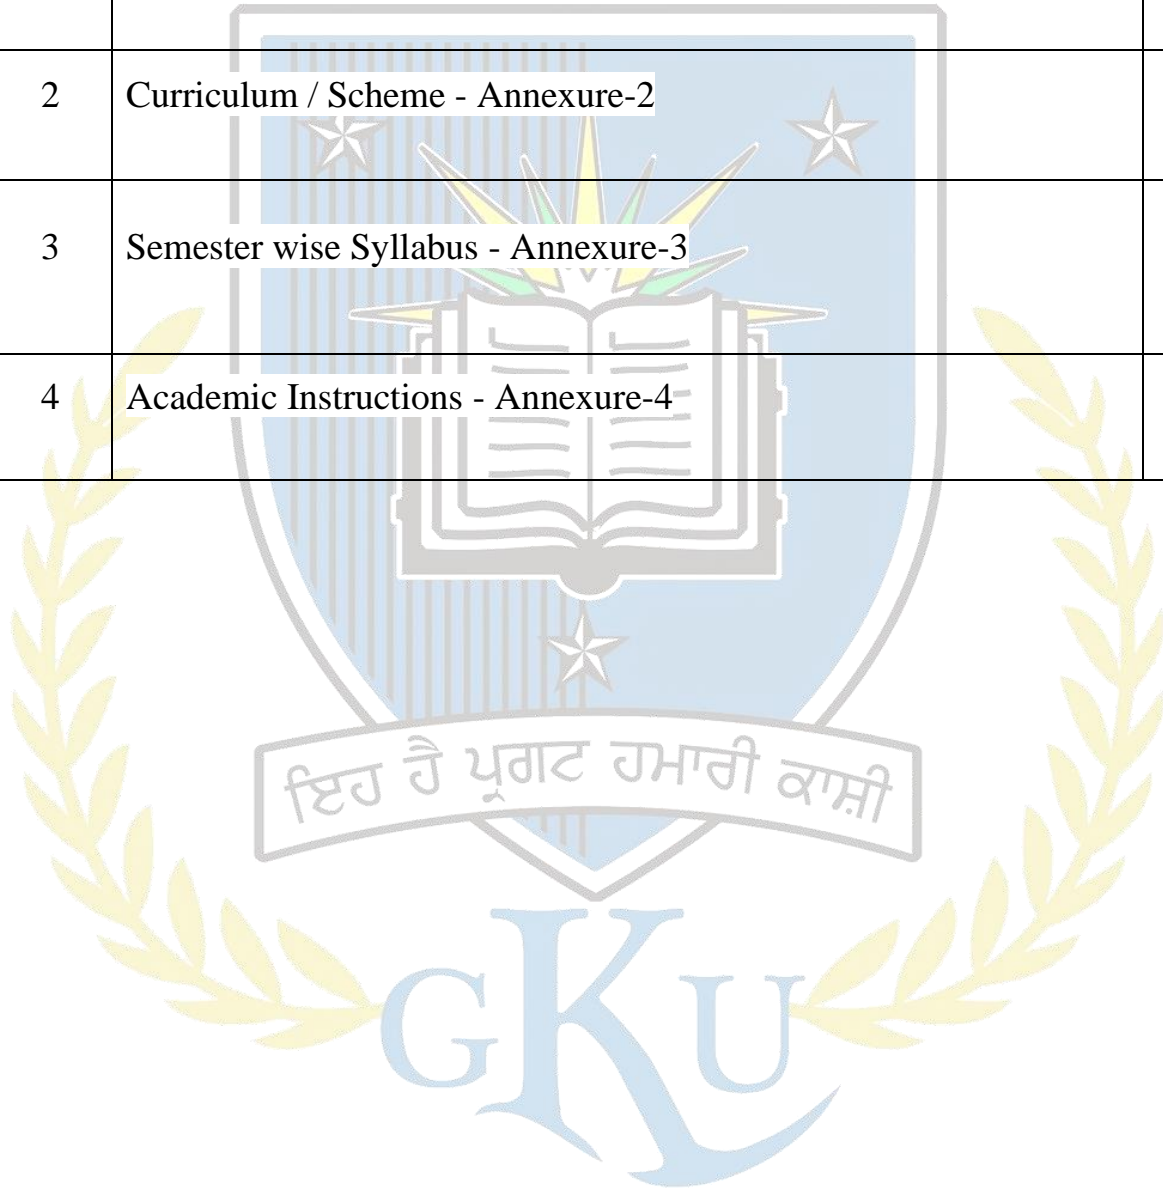 2 Curriculum / Scheme - Annexure-2
3 Semester wise Syllabus - Annexure-3
4 Academic Instructions - Annexure-4
ਇਹ ਹੈ ਪ੍ਰਗਟ ਹਮਾਰੀ ਕਾਸ਼ੀ
GKU